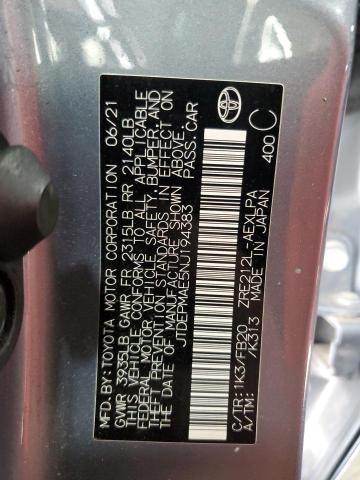 MFD.BY:TOYOTA MOTOR CORPORATION 06/21
GVWR 3935LB GAWR FR 2315LB RR 2140LB
THIS VEHICLE CONFORMS TO ALL APPLICABLE
FEDERAL MOTOR VEHICLE SAFETY, BUMPER, AND
THEFT PREVENTION STANDARDS IN EFFECT ON
THE DATE OF MANUFACTURE SHOWN ABOVE.
JTDEPMAE5NJ194383 PASS.CAR
TOYOTA
C/TR:1K3/FB20 ZRE212L-AEXLPA
A/TM: /K313 MADE IN JAPAN
400 C